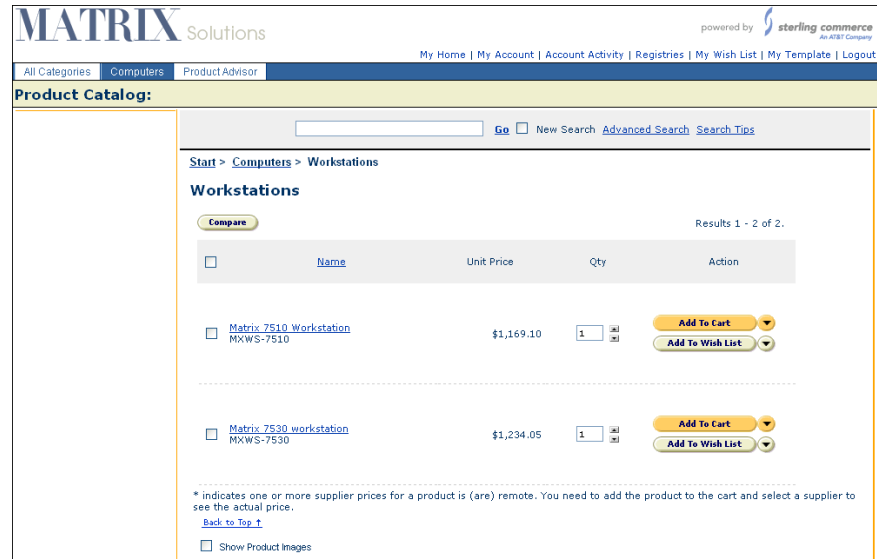 MATRIX Solutions
powered by sterling commerce
An AT&T Company
My Home | My Account | Account Activity | Registries | My Wish List | My Template | Logout
All Categories Computers Product Advisor
Product Catalog:
Go New Search Advanced Search Search Tips
Start > Computers > Workstations
Workstations
Compare Results 1 - 2 of 2.
Name Unit Price Qty Action
Matrix 7510 Workstation
MXWS-7510
$1,169.10 1
Add To Cart
Add To Wish List
Matrix 7530 workstation
MXWS-7530
$1,234.05 1
Add To Cart
Add To Wish List
* indicates one or more supplier prices for a product is (are) remote. You need to add the product to the cart and select a supplier to
see the actual price.
Back to Top ↑
Show Product Images